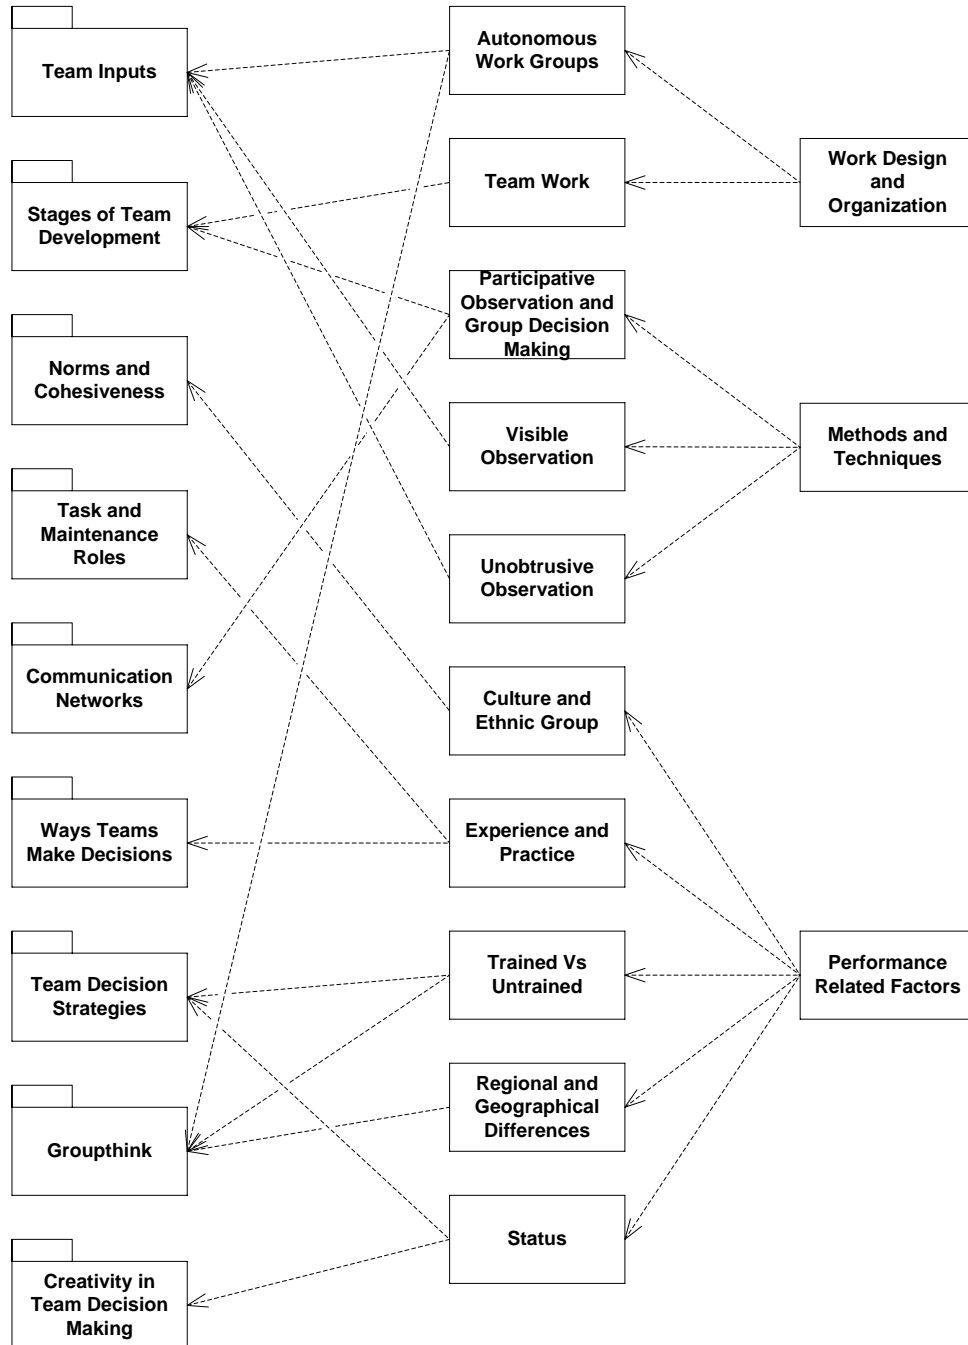 Team Inputs
Stages of Team
Development
Norms and
Cohesiveness
Task and
Maintenance
Roles
Communication
Networks
Ways Teams
Make Decisions
Team Decision
Strategies
Groupthink
Creativity in
Team Decision
Making
Autonomous
Work Groups
Team Work
Participative
Observation and
Group Decision
Making
Visible
Observation
Unobtrusive
Observation
Culture and
Ethnic Group
Experience and
Practice
Trained Vs
Untrained
Regional and
Geographical
Differences
Status
Work Design
and
Organization
Methods and
Techniques
Performance
Related Factors